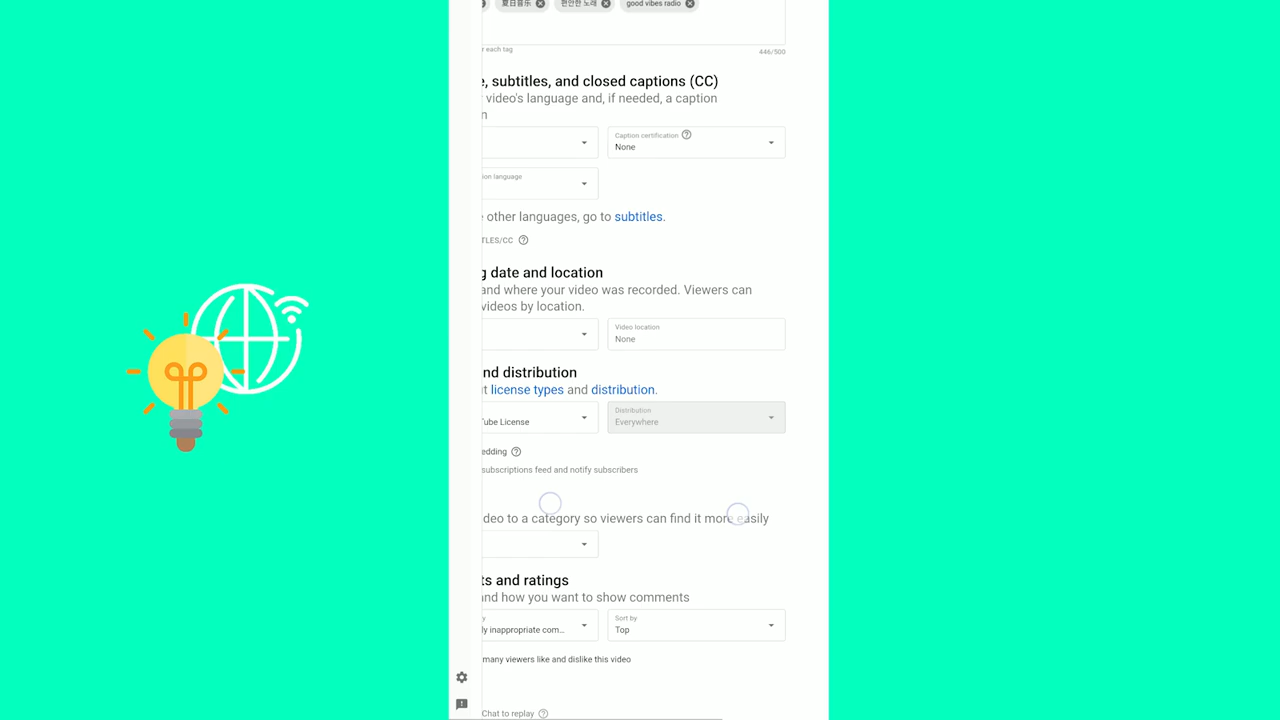 夏日音乐 편안한 노래 good vibes radio
r each tag 446/500
e, subtitles, and closed captions (CC)
video's language and, if needed, a caption
n
Caption certification
None
ion language
e other languages, go to subtitles.
TLES/CC
g date and location
and where your video was recorded. Viewers can
videos by location.
Video location
None
nd distribution
ut license types and distribution.
Tube License
Distribution
Everywhere
edding
subscriptions feed and notify subscribers
deo to a category so viewers can find it more easily
ts and ratings
and how you want to show comments
y
ly inappropriate com…
Sort by
Top
many viewers like and dislike this video
Chat to replay